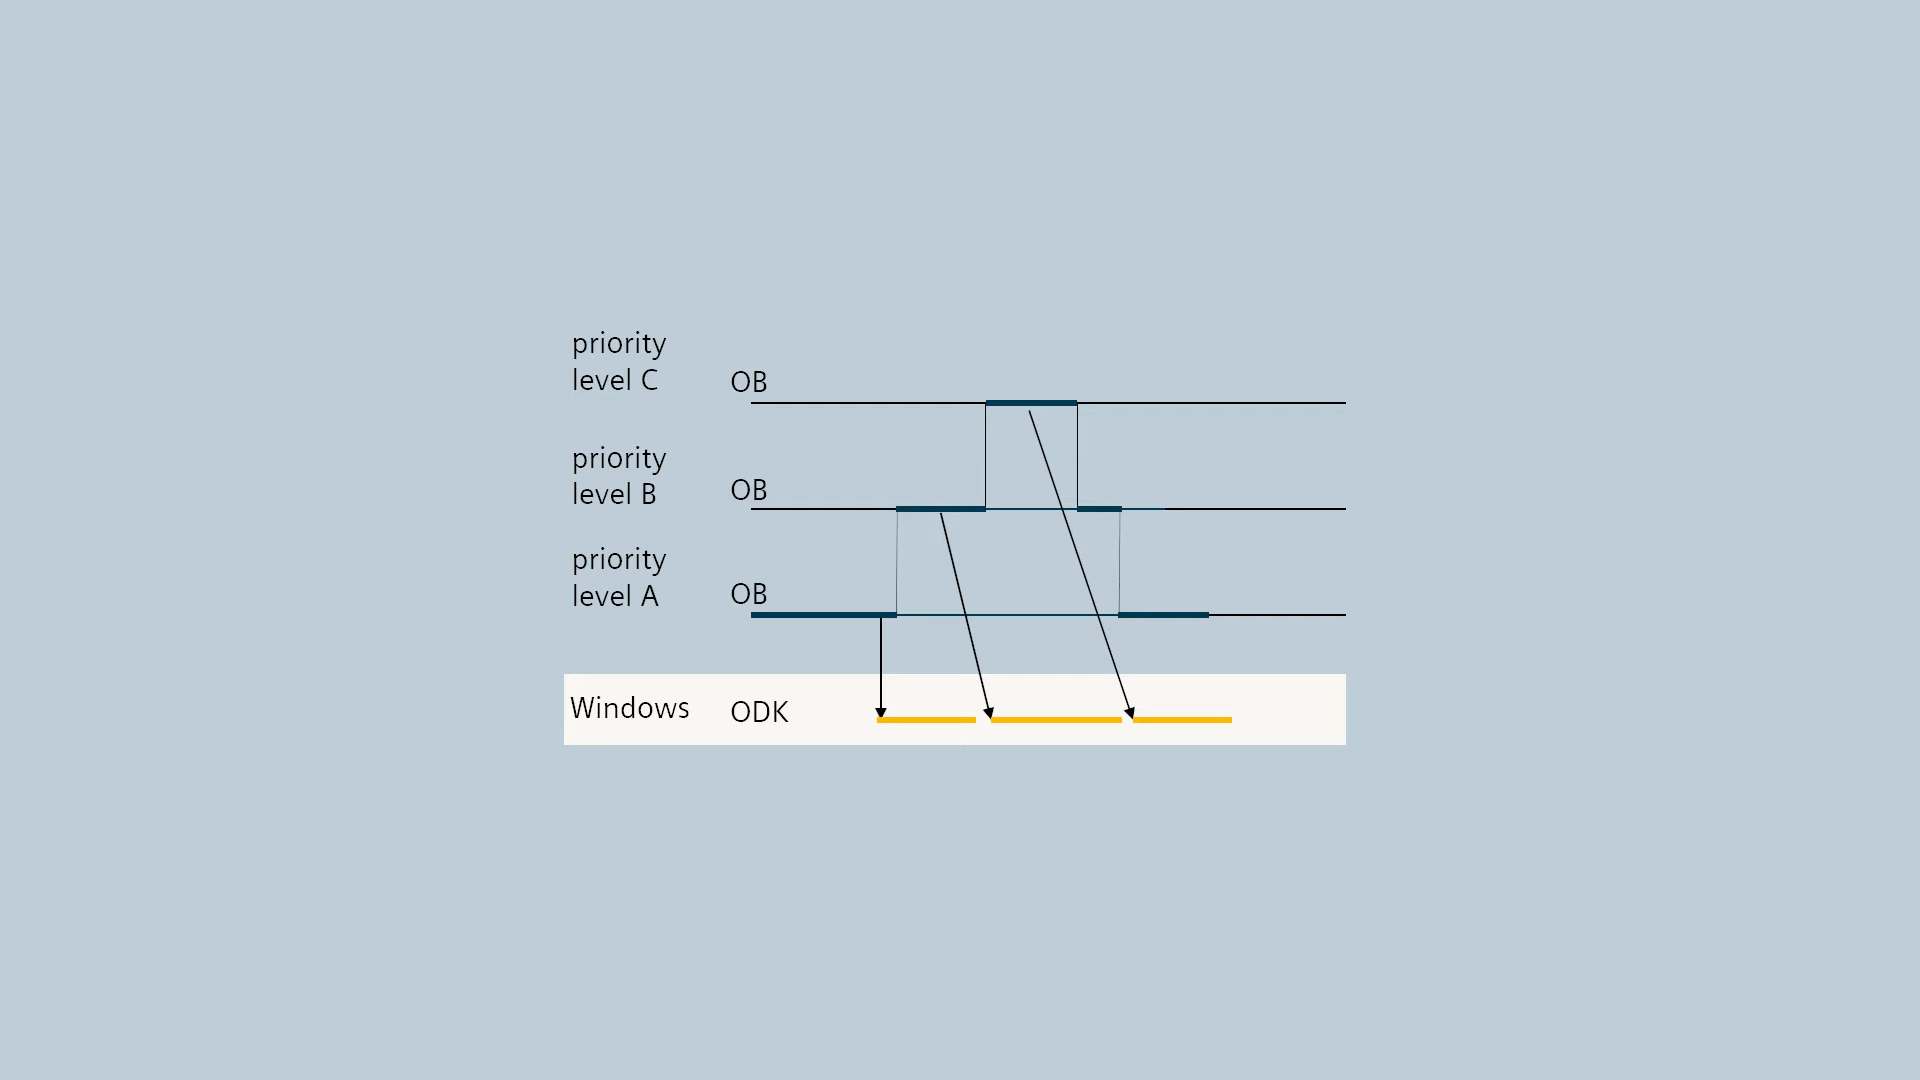 priority
level C
OB
priority
level B
OB
priority
level A
OB
Windows
ODK